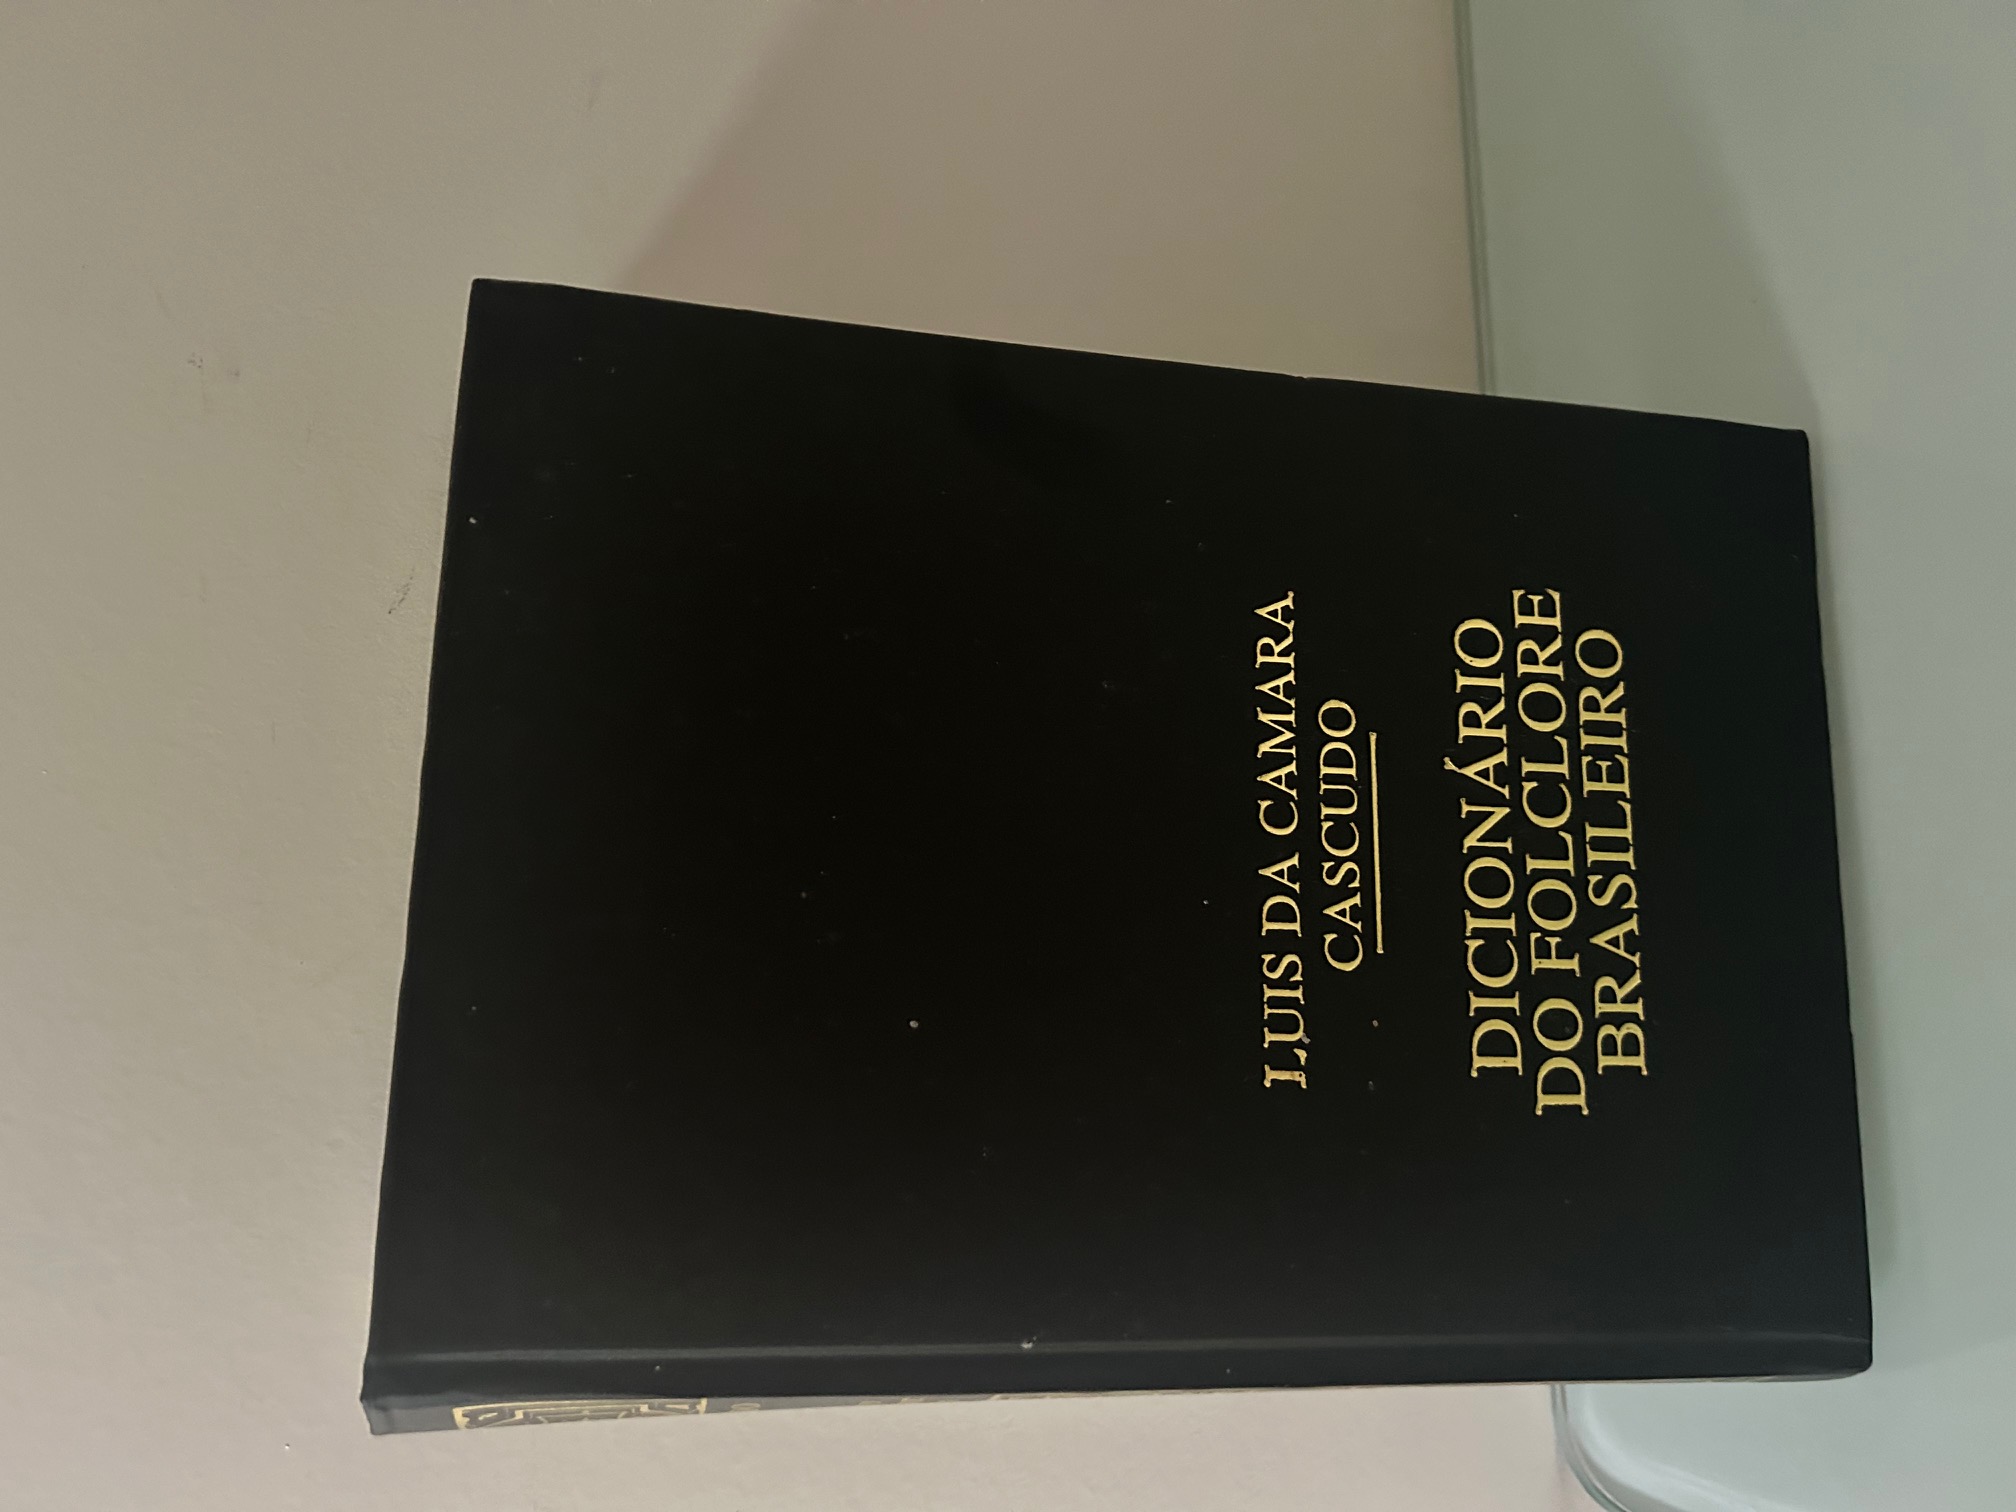 LUIS DA CAMARA
CASCUDO
DICIONÁRIO
DO FOLCLORE
BRASILEIRO